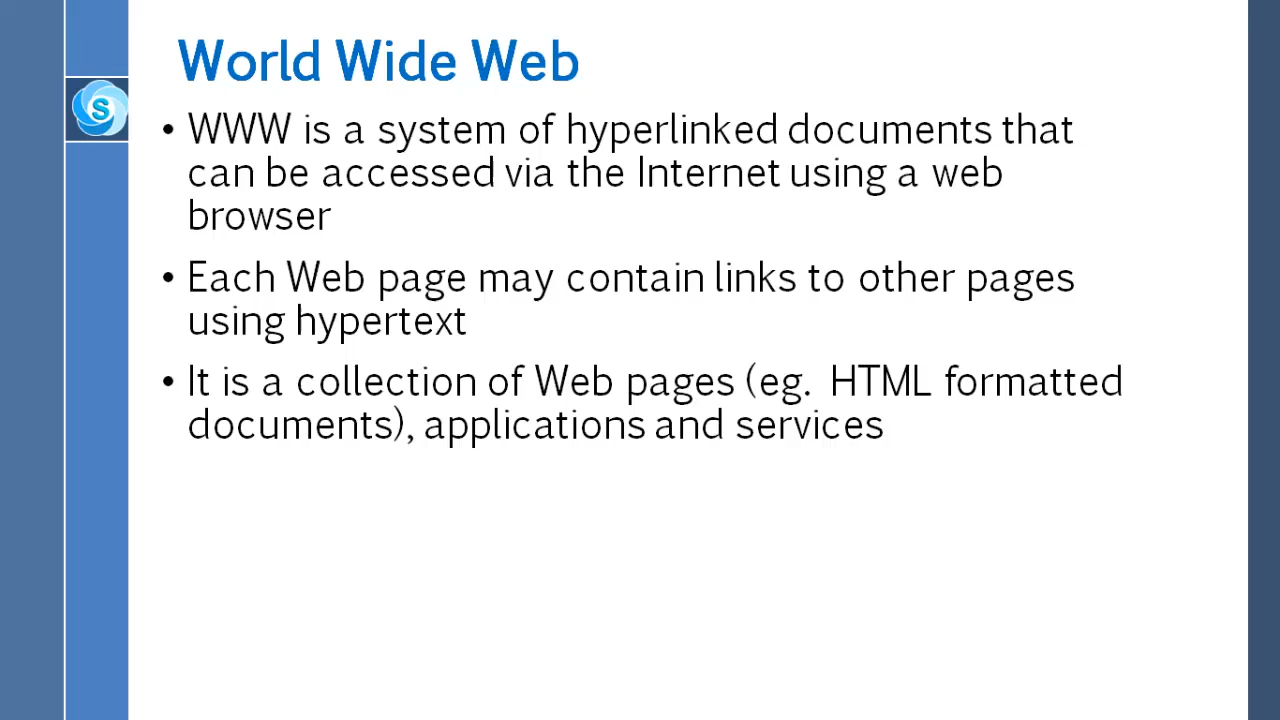 World Wide Web
S
• WWW is a system of hyperlinked documents that
can be accessed via the Internet using a web
browser
• Each Web page may contain links to other pages
using hypertext
• It is a collection of Web pages (eg. HTML formatted
documents), applications and services